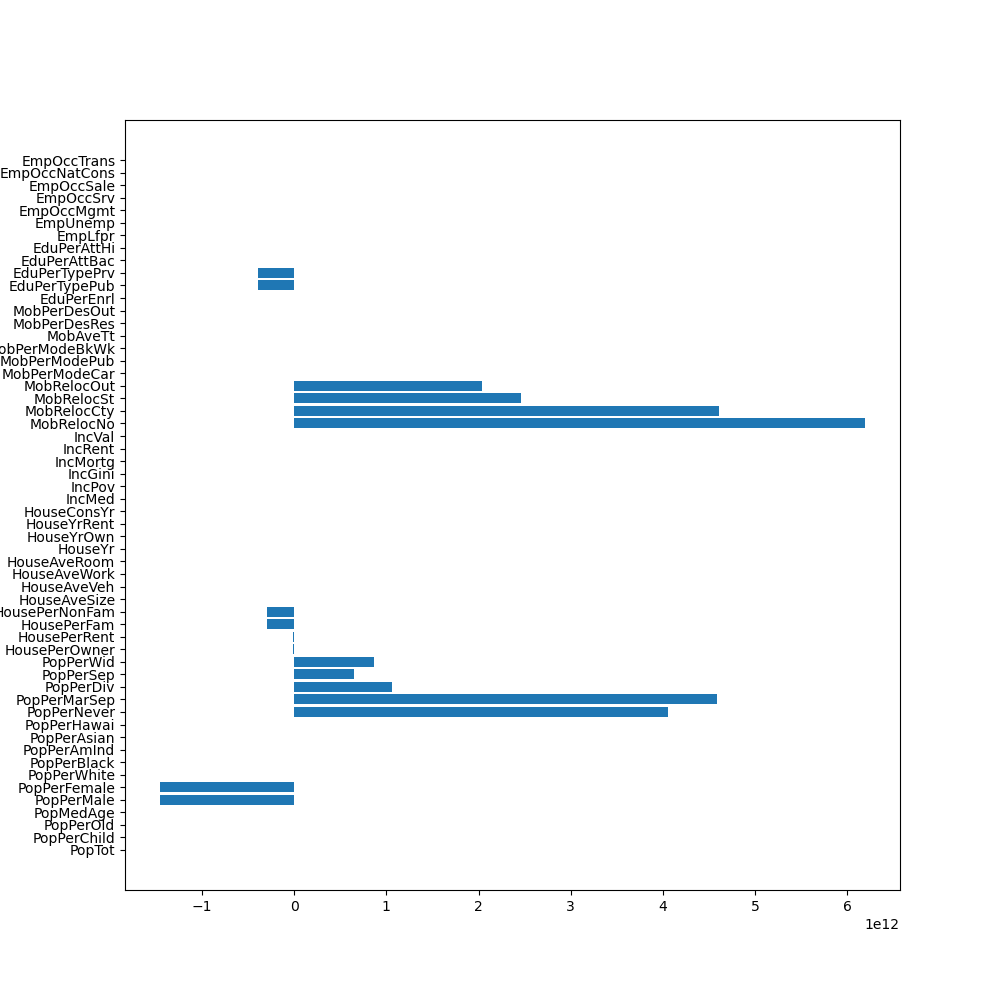 EmpOccTrans
EmpOccNatCons
EmpOccSale
EmpOccSrv
EmpOccMgmt
EmpUnemp
EmpLfpr
EduPerAttHi
EduPerAttBac
EduPerTypePrv
EduPerTypePub
EduPerEnrl
MobPerDesOut
MobPerDesRes
MobAveTt
obPerModeBkWk
MobPerModePub
MobPerModeCar
MobRelocOut
MobRelocSt
MobRelocCty
MobRelocNo
IncVal
IncRent
IncMortg
IncGini
IncPov
IncMed
HouseConsYr
HouseYrRent
HouseYrOwn
HouseYr
HouseAveRoom
HouseAveWork
HouseAveVeh
HouseAveSize
HousePerNonFam
HousePerFam
HousePerRent
HousePerOwner
PopPerWid
PopPerSep
PopPerDiv
PopPerMarSep
PopPerNever
PopPerHawai
PopPerAsian
PopPerAmInd
PopPerBlack
PopPerWhite
PopPerFemale
PopPerMale
PopMedAge
PopPerOld
PopPerChild
PopTot
−1 0 1 2 3 4 5 6
1e12